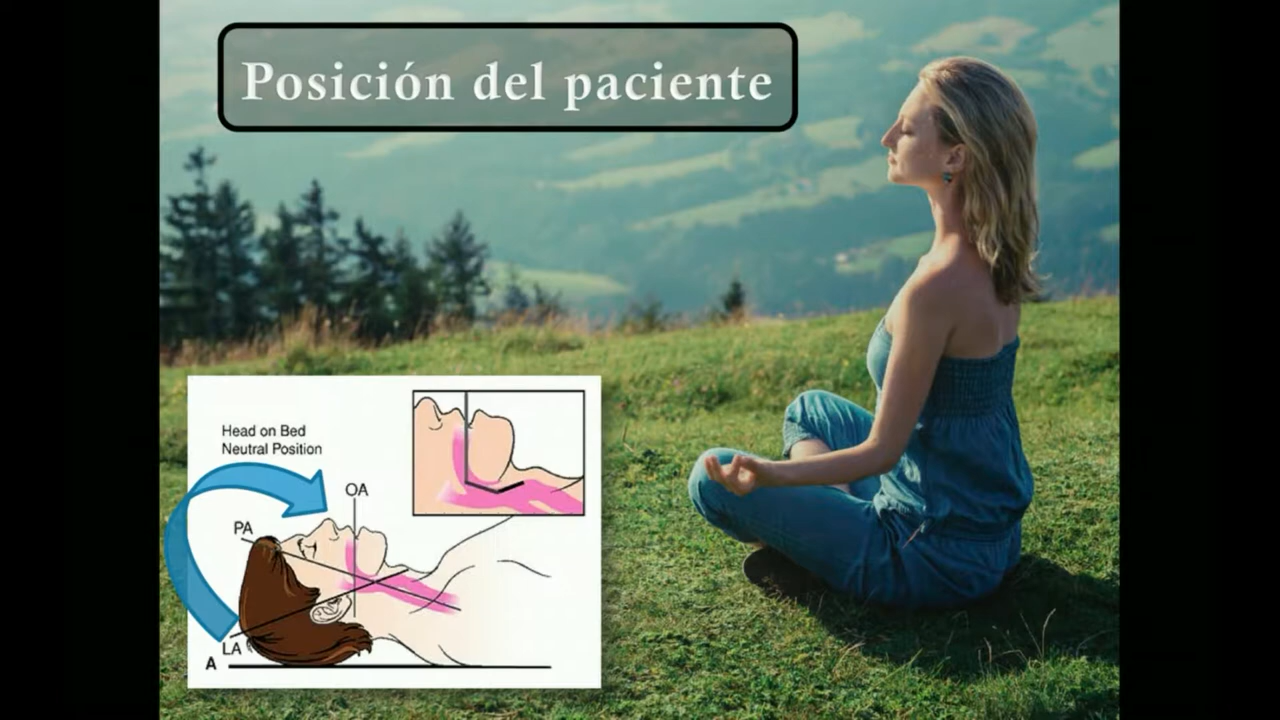 Posición del paciente
Head on Bed
Neutral Position
OA
PA
LA
A